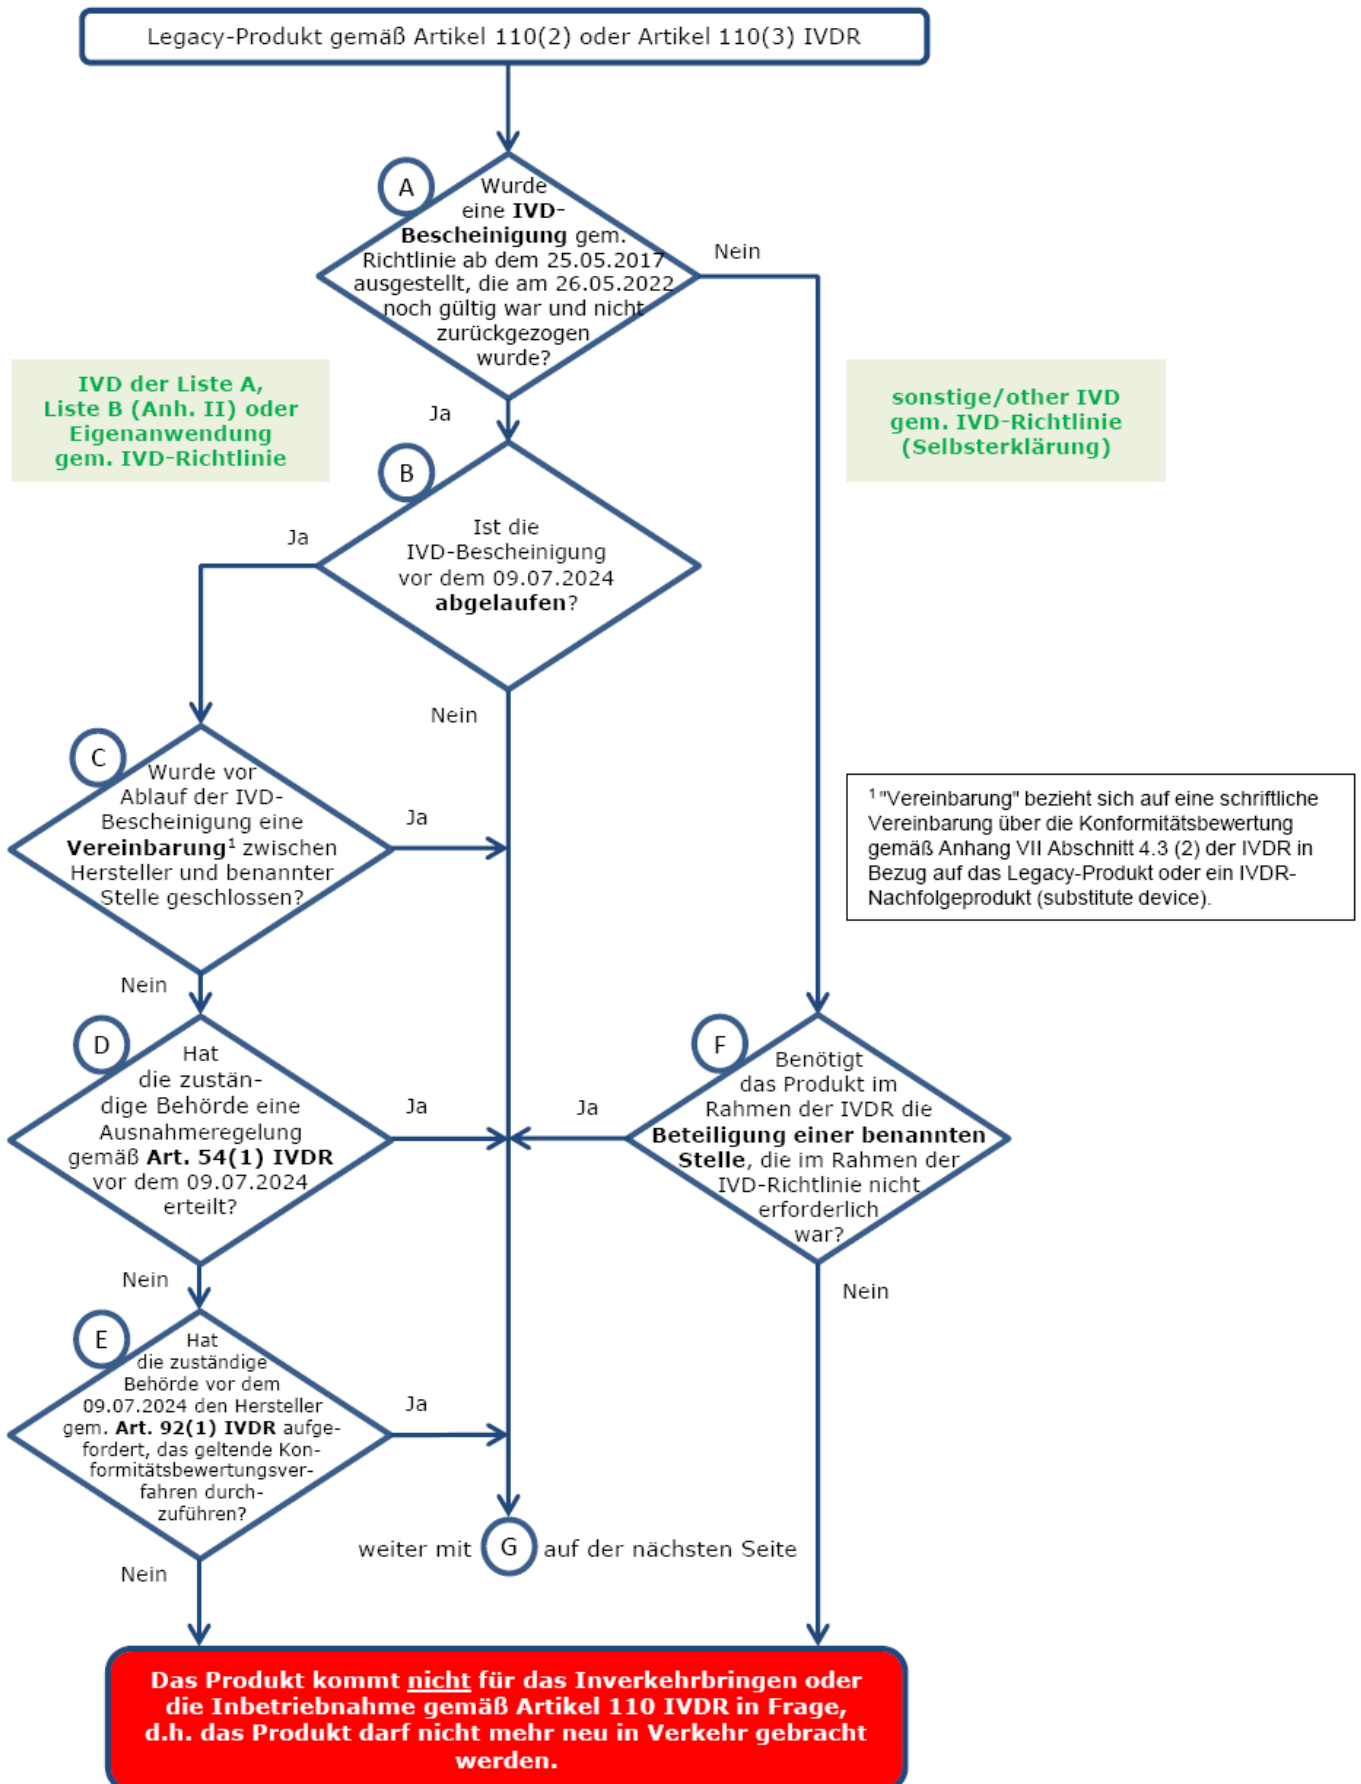 Legacy-Produkt gemäß Artikel 110(2) oder Artikel 110(3) IVDR
A
Wurde
eine IVD-
Bescheinigung gem.
Richtlinie ab dem 25.05.2017
ausgestellt, die am 26.05.2022
noch gültig war und nicht
zurückgezogen
wurde?
Nein
IVD der Liste A,
Liste B (Anh. II) oder
Eigenanwendung
gem. IVD-Richtlinie
sonstige/other IVD
gem. IVD-Richtlinie
(Selbsterklärung)
Ja
B
Ist die
IVD-Bescheinigung
vor dem 09.07.2024
abgelaufen?
Ja
Nein
C
Wurde vor
Ablauf der IVD-
Bescheinigung eine
Vereinbarung¹ zwischen
Hersteller und benannter
Stelle geschlossen?
Ja
Nein
¹ "Vereinbarung" bezieht sich auf eine schriftliche
Vereinbarung über die Konformitätsbewertung
gemäß Anhang VII Abschnitt 4.3 (2) der IVDR in
Bezug auf das Legacy-Produkt oder ein IVDR-
Nachfolgeprodukt (substitute device).
D
Hat
die zustän-
dige Behörde eine
Ausnahmeregelung
gemäß Art. 54(1) IVDR
vor dem 09.07.2024
erteilt?
Ja
Nein
F
Benötigt
das Produkt im
Rahmen der IVDR die
Beteiligung einer benannten
Stelle, die im Rahmen der
IVD-Richtlinie nicht
erforderlich
war?
Ja
Nein
E
Hat
die zuständige
Behörde vor dem
09.07.2024 den Hersteller
gem. Art. 92(1) IVDR aufge-
fordert, das geltende Kon-
formitätsbewertungsver-
fahren durch-
zuführen?
Ja
Nein
weiter mit G auf der nächsten Seite
Das Produkt kommt nicht für das Inverkehrbringen oder
die Inbetriebnahme gemäß Artikel 110 IVDR in Frage,
d.h. das Produkt darf nicht mehr neu in Verkehr gebracht
werden.